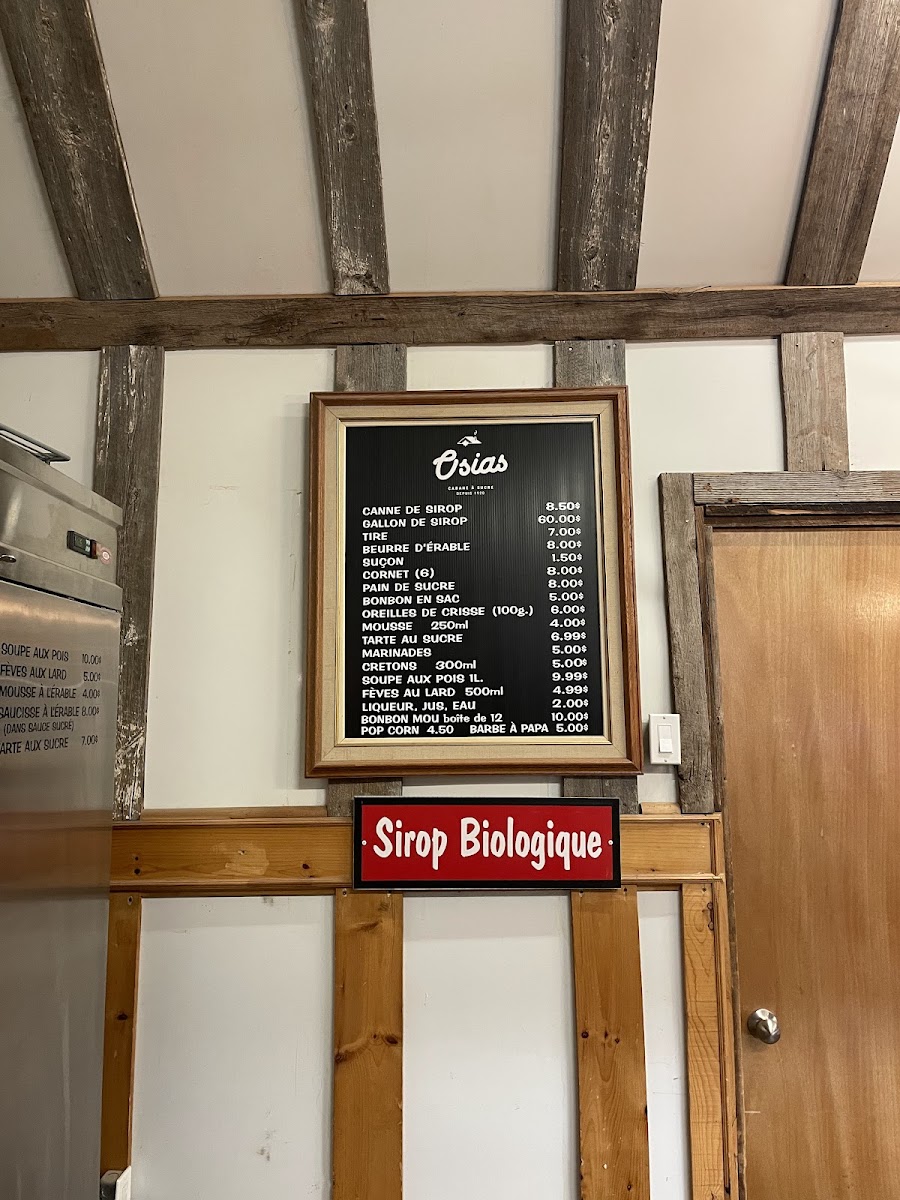 Osias
CABANE À SUCRE
DEPUIS 1920
CANNE DE SIROP 8.50$
GALLON DE SIROP 60.00$
TIRE 7.00$
BEURRE D'ÉRABLE 8.00$
SUÇON 1.50$
CORNET (6) 8.00$
PAIN DE SUCRE 8.00$
BONBON EN SAC 5.00$
OREILLES DE CRISSE (100g.) 6.00$
MOUSSE 250ml 4.00$
TARTE AU SUCRE 6.99$
MARINADES 5.00$
CRETONS 300ml 5.00$
SOUPE AUX POIS 1L. 9.99$
FÈVES AU LARD 500ml 4.99$
LIQUEUR, JUS, EAU 2.00$
BONBON MOU boîte de 12 10.00$
POP CORN 4.50 BARBE À PAPA 5.00$
Sirop Biologique
SOUPE AUX POIS 10.00$
FÈVES AUX LARD 5.00$
MOUSSE À L'ÉRABLE 4.00$
SAUCISSE À L'ÉRABLE 8.00$
(DANS SAUCE SUCRÉ)
ARTE AUX SUCRE 7.00$